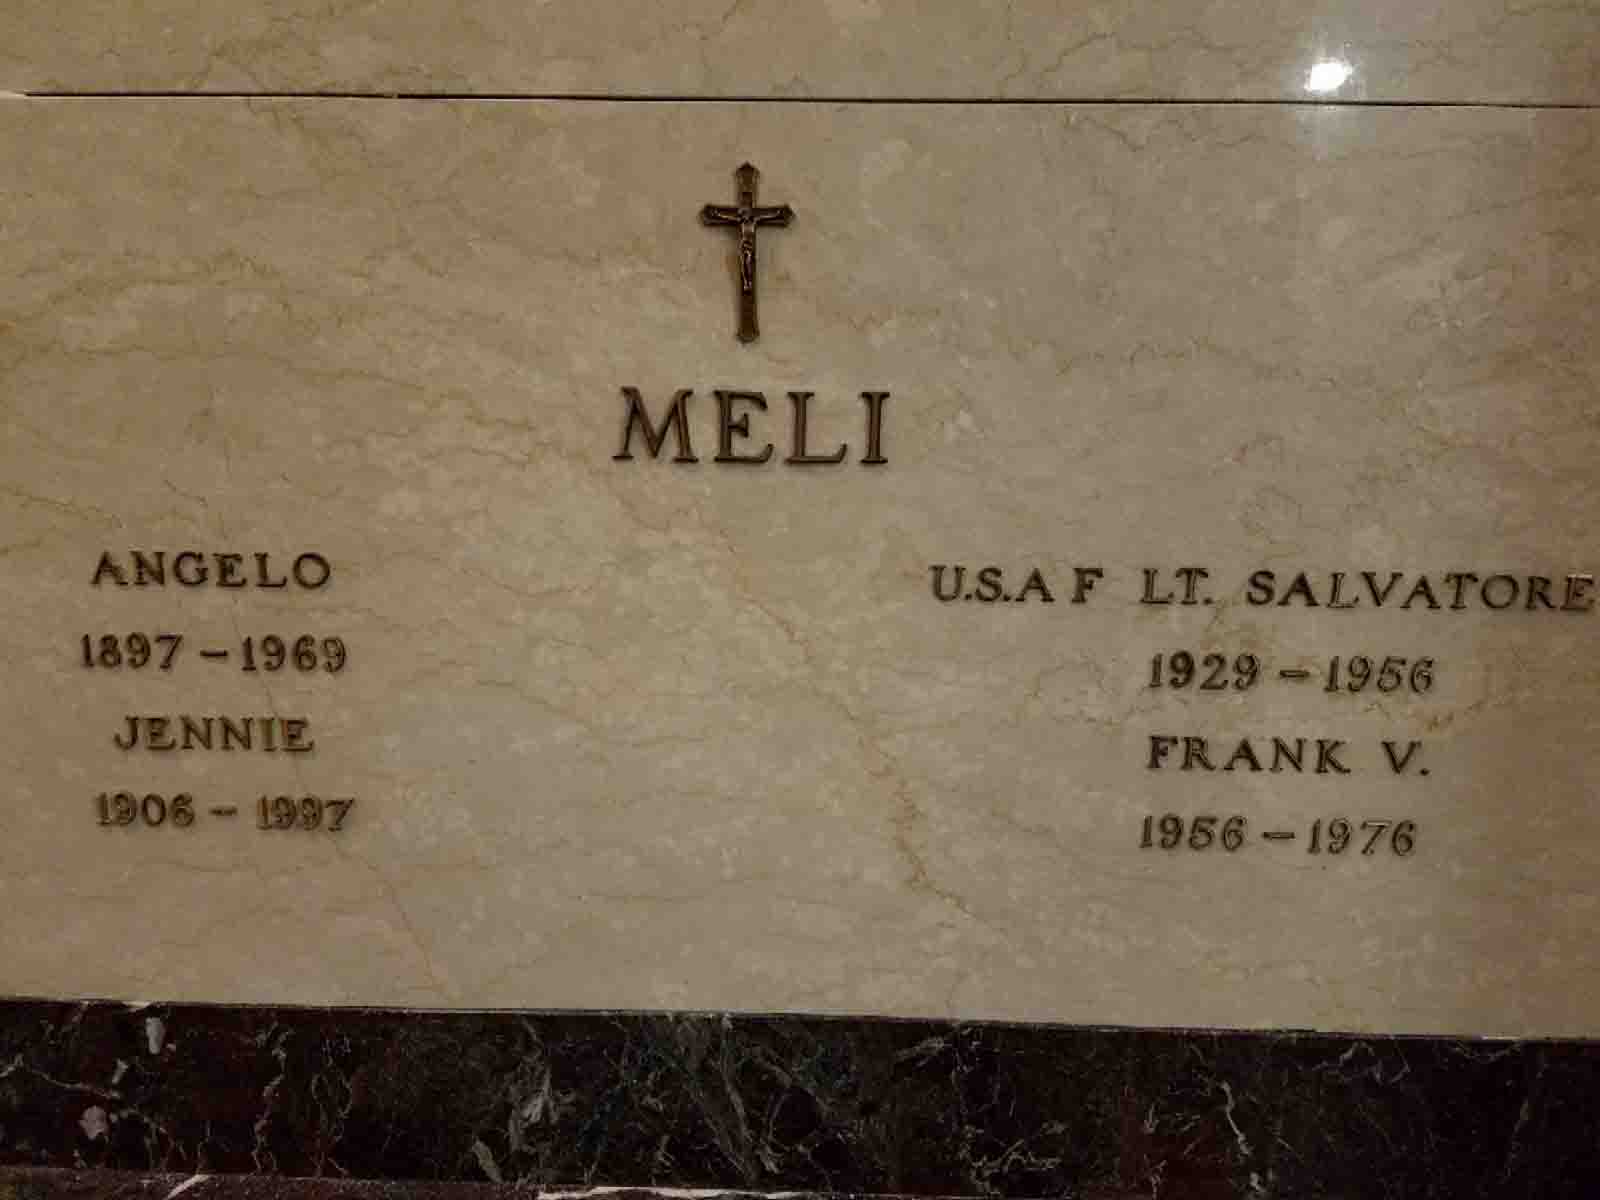 MELI
ANGELO
1897 – 1969
JENNIE
1906 – 1997
U.S.A F LT. SALVATORE
1929 – 1956
FRANK V.
1956 – 1976